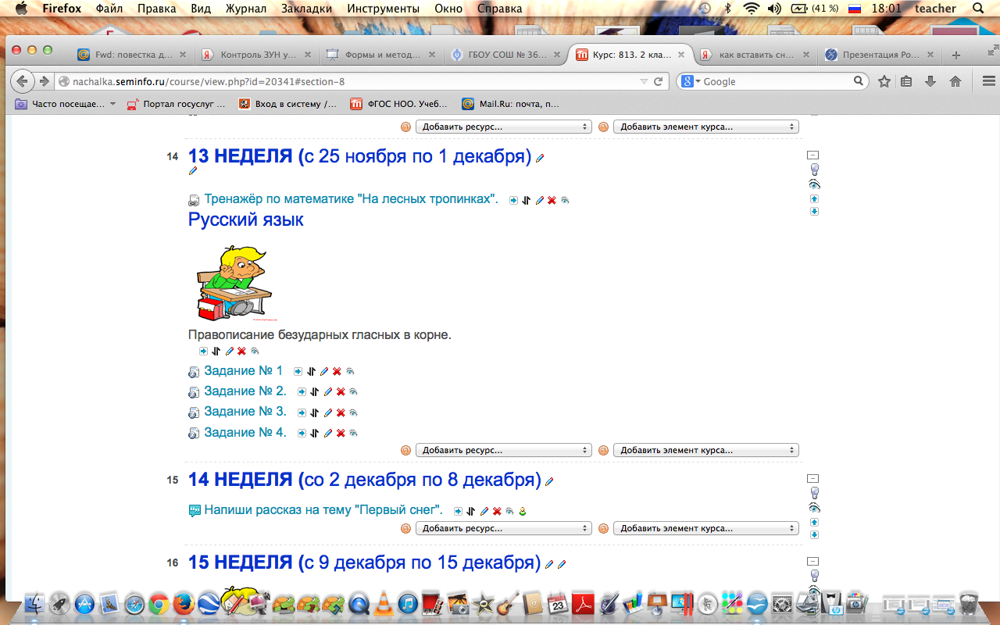 Firefox Файл Правка Вид Журнал Закладки Инструменты Окно Справка (41 %) 18:01 teacher
Fwd: повестка д... Контроль ЗУН у... Формы и метод... ГБОУ СОШ № 36... Курс: 813. 2 кла... как вставить сн... Презентация Ро...
nachalka.seminfo.ru/course/view.php?id=20341#section-8 Google
Часто посещае... Портал госуслуг ... Вход в систему /... ФГОС НОО. Учеб... Mail.Ru: почта, п...
Добавить ресурс... Добавить элемент курса...
14 13 НЕДЕЛЯ (с 25 ноября по 1 декабря)
Тренажёр по математике "На лесных тропинках".
Русский язык
Правописание безударных гласных в корне.
Задание № 1
Задание № 2.
Задание № 3.
Задание № 4.
Добавить ресурс... Добавить элемент курса...
15 14 НЕДЕЛЯ (со 2 декабря по 8 декабря)
Напиши рассказ на тему "Первый снег".
Добавить ресурс... Добавить элемент курса...
16 15 НЕДЕЛЯ (с 9 декабря по 15 декабря)
23